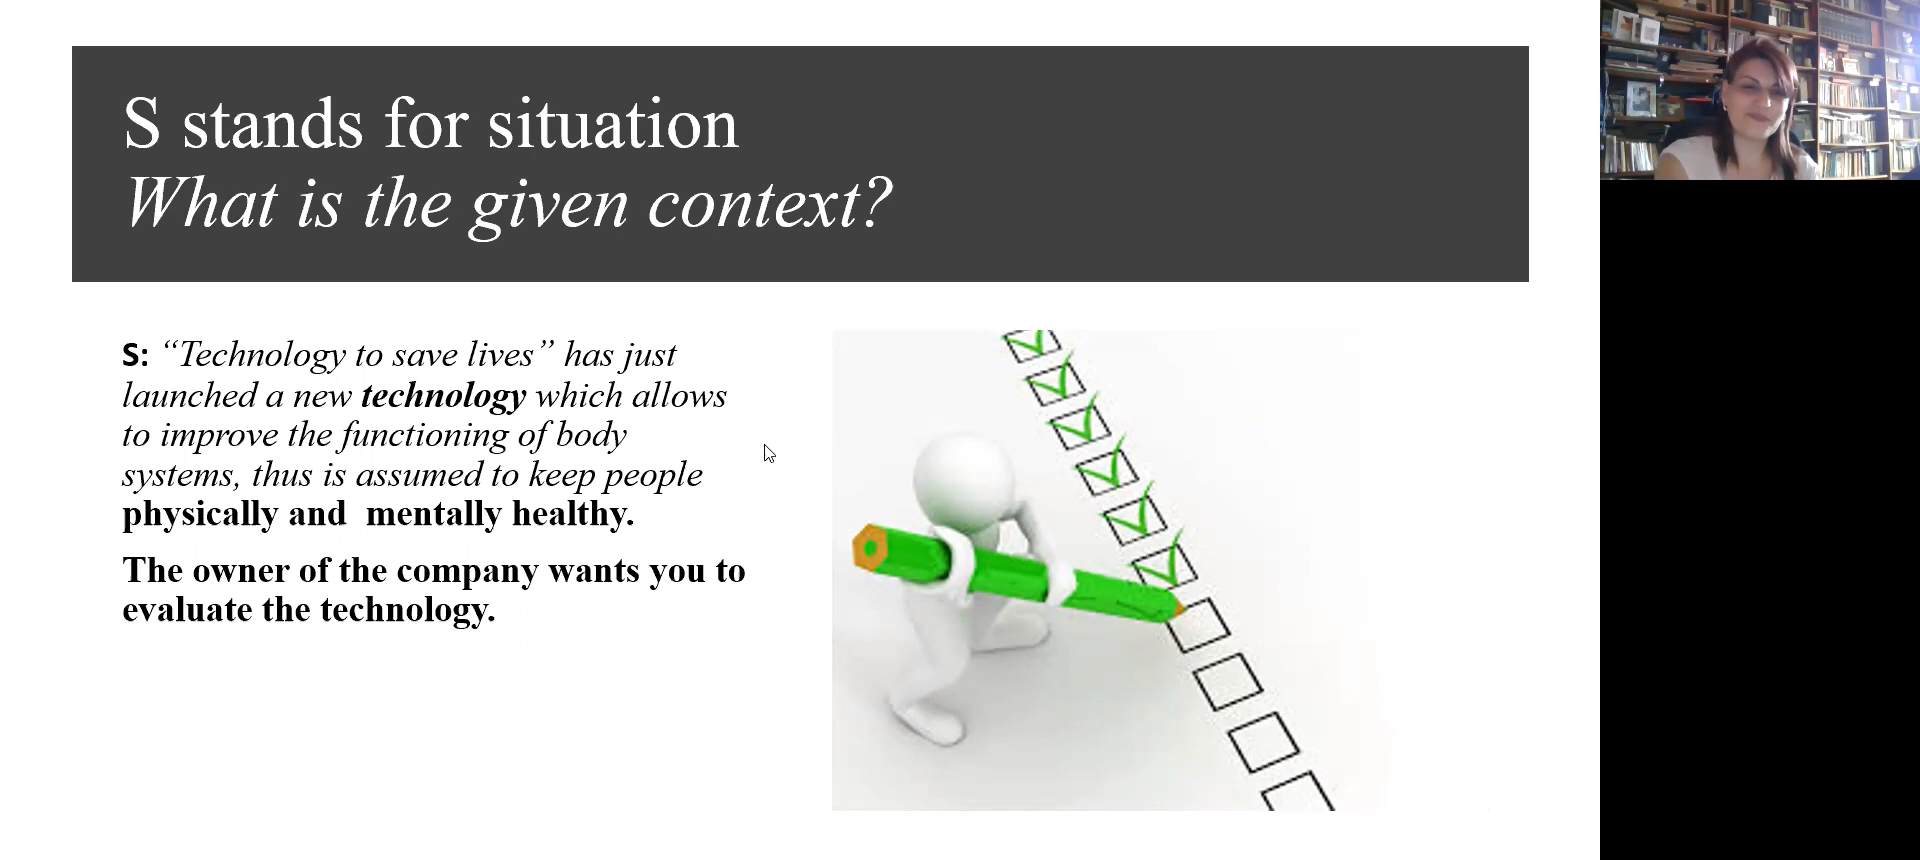 S stands for situation
What is the given context?
S: “Technology to save lives” has just
launched a new technology which allows
to improve the functioning of body
systems, thus is assumed to keep people
physically and  mentally healthy.
The owner of the company wants you to
evaluate the technology.